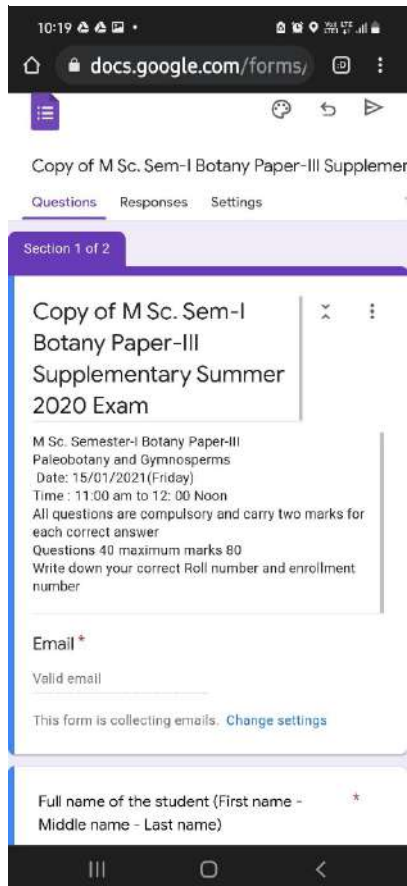 10:19
docs.google.com/forms/
:D
Copy of M Sc. Sem-I Botany Paper-III Supplemer
Questions Responses Settings
Section 1 of 2
Copy of M Sc. Sem-I
Botany Paper-III
Supplementary Summer
2020 Exam
M Sc. Semester-I Botany Paper-III
Paleobotany and Gymnosperms
Date: 15/01/2021(Friday)
Time : 11:00 am to 12: 00 Noon
All questions are compulsory and carry two marks for
each correct answer
Questions 40 maximum marks 80
Write down your correct Roll number and enrollment
number
Email *
Valid email
This form is collecting emails. Change settings
Full name of the student (First name - *
Middle name - Last name)